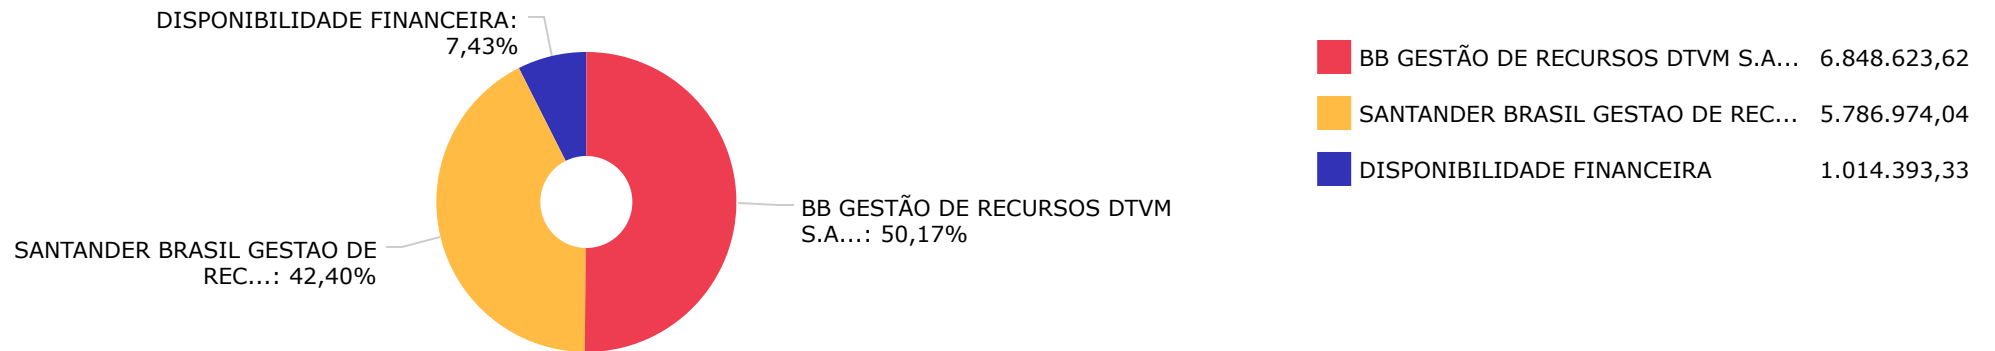 DISPONIBILIDADE FINANCEIRA:
7,43%
SANTANDER BRASIL GESTAO DE
REC...: 42,40%
BB GESTÃO DE RECURSOS DTVM
S.A...: 50,17%
BB GESTÃO DE RECURSOS DTVM S.A... 6.848.623,62
SANTANDER BRASIL GESTAO DE REC... 5.786.974,04
DISPONIBILIDADE FINANCEIRA 1.014.393,33